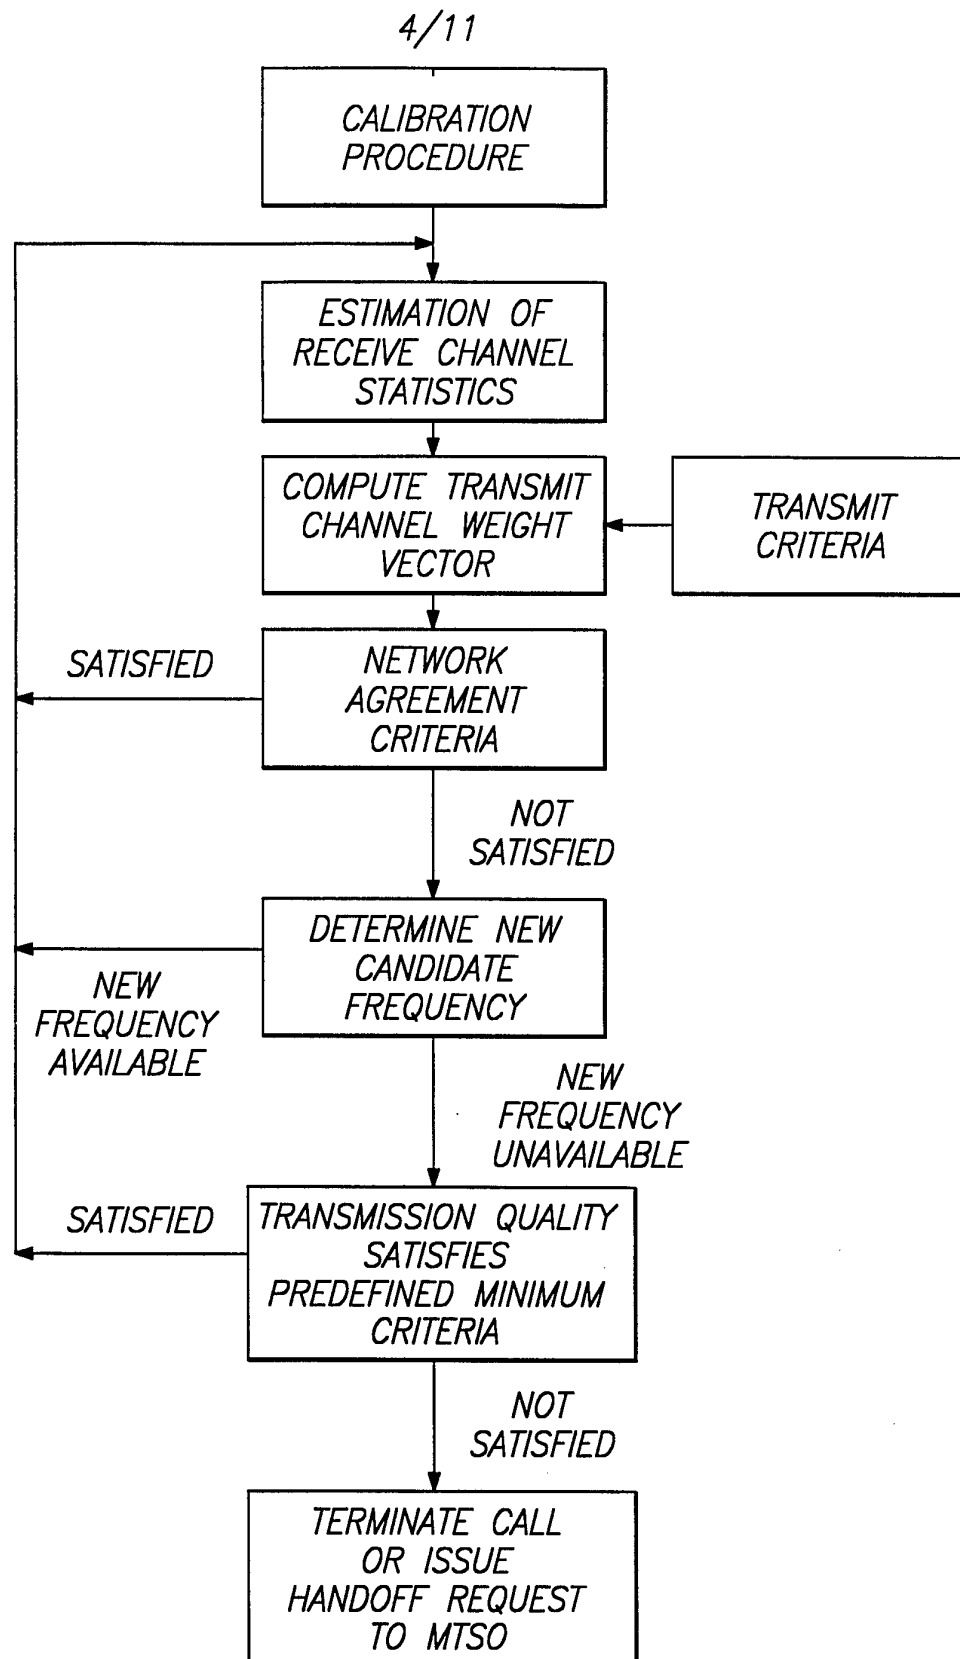 4/11
CALIBRATION
PROCEDURE
ESTIMATION OF
RECEIVE CHANNEL
STATISTICS
COMPUTE TRANSMIT
CHANNEL WEIGHT
VECTOR
TRANSMIT
CRITERIA
SATISFIED
NETWORK
AGREEMENT
CRITERIA
NOT
SATISFIED
DETERMINE NEW
CANDIDATE
FREQUENCY
NEW
FREQUENCY
AVAILABLE
NEW
FREQUENCY
UNAVAILABLE
SATISFIED
TRANSMISSION QUALITY
SATISFIES
PREDEFINED MINIMUM
CRITERIA
NOT
SATISFIED
TERMINATE CALL
OR ISSUE
HANDOFF REQUEST
TO MTSO